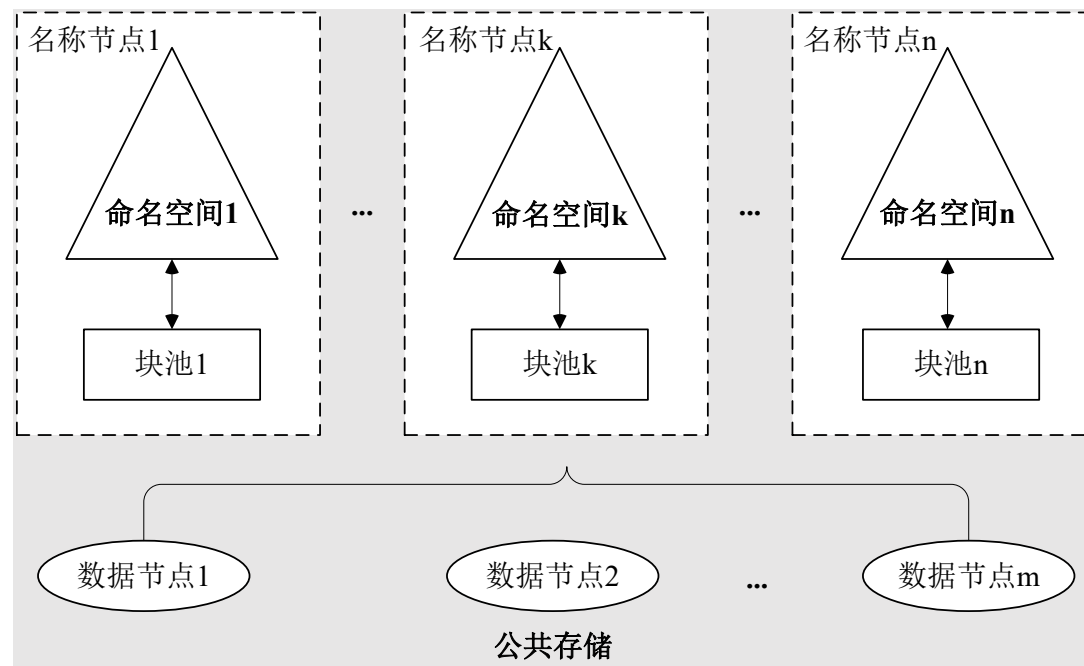 名称节点1
名称节点k
名称节点n
命名空间1
...
命名空间k
...
命名空间n
块池1
块池k
块池n
数据节点1
数据节点2
...
数据节点m
公共存储